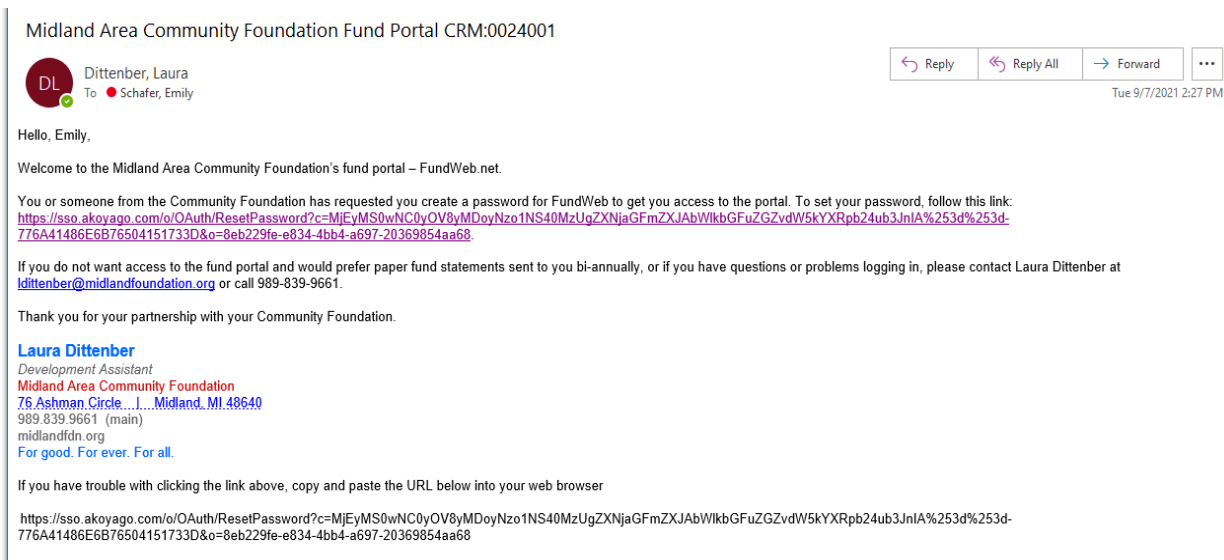 Midland Area Community Foundation Fund Portal CRM:0024001
DL
Dittenber, Laura
To Schafer, Emily
Reply
Reply All
Forward
...
Tue 9/7/2021 2:27 PM
Hello, Emily,
Welcome to the Midland Area Community Foundation's fund portal – FundWeb.net.
You or someone from the Community Foundation has requested you create a password for FundWeb to get you access to the portal. To set your password, follow this link:
https://sso.akoyago.com/o/OAuth/ResetPassword?c=MjEyMS0wNC0yOV8yMDoyNzo1NS40MzUgZXNjaGFmZXJAbWlkbGFuZGZvdW5kYXRpb24ub3JnIA%253d%253d-
776A41486E6B76504151733D&o=8eb229fe-e834-4bb4-a697-20369854aa68.
If you do not want access to the fund portal and would prefer paper fund statements sent to you bi-annually, or if you have questions or problems logging in, please contact Laura Dittenber at
ldittenber@midlandfoundation.org or call 989-839-9661.
Thank you for your partnership with your Community Foundation.
Laura Dittenber
Development Assistant
Midland Area Community Foundation
76 Ashman Circle | Midland, MI 48640
989.839.9661 (main)
midlandfdn.org
For good. For ever. For all.
If you have trouble with clicking the link above, copy and paste the URL below into your web browser
https://sso.akoyago.com/o/OAuth/ResetPassword?c=MjEyMS0wNC0yOV8yMDoyNzo1NS40MzUgZXNjaGFmZXJAbWlkbGFuZGZvdW5kYXRpb24ub3JnIA%253d%253d-
776A41486E6B76504151733D&o=8eb229fe-e834-4bb4-a697-20369854aa68